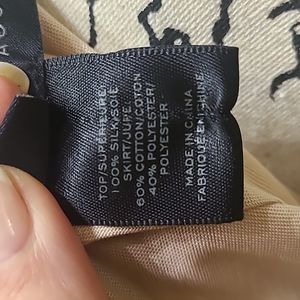 TOP/SUPERIEURE/
100% SILK/SOIE
SKIRT/JUPE/
60% COTTON/COTON
40% POLYESTER/
POLYESTER
MADE IN CHINA
FABRIQUE EN CHINE